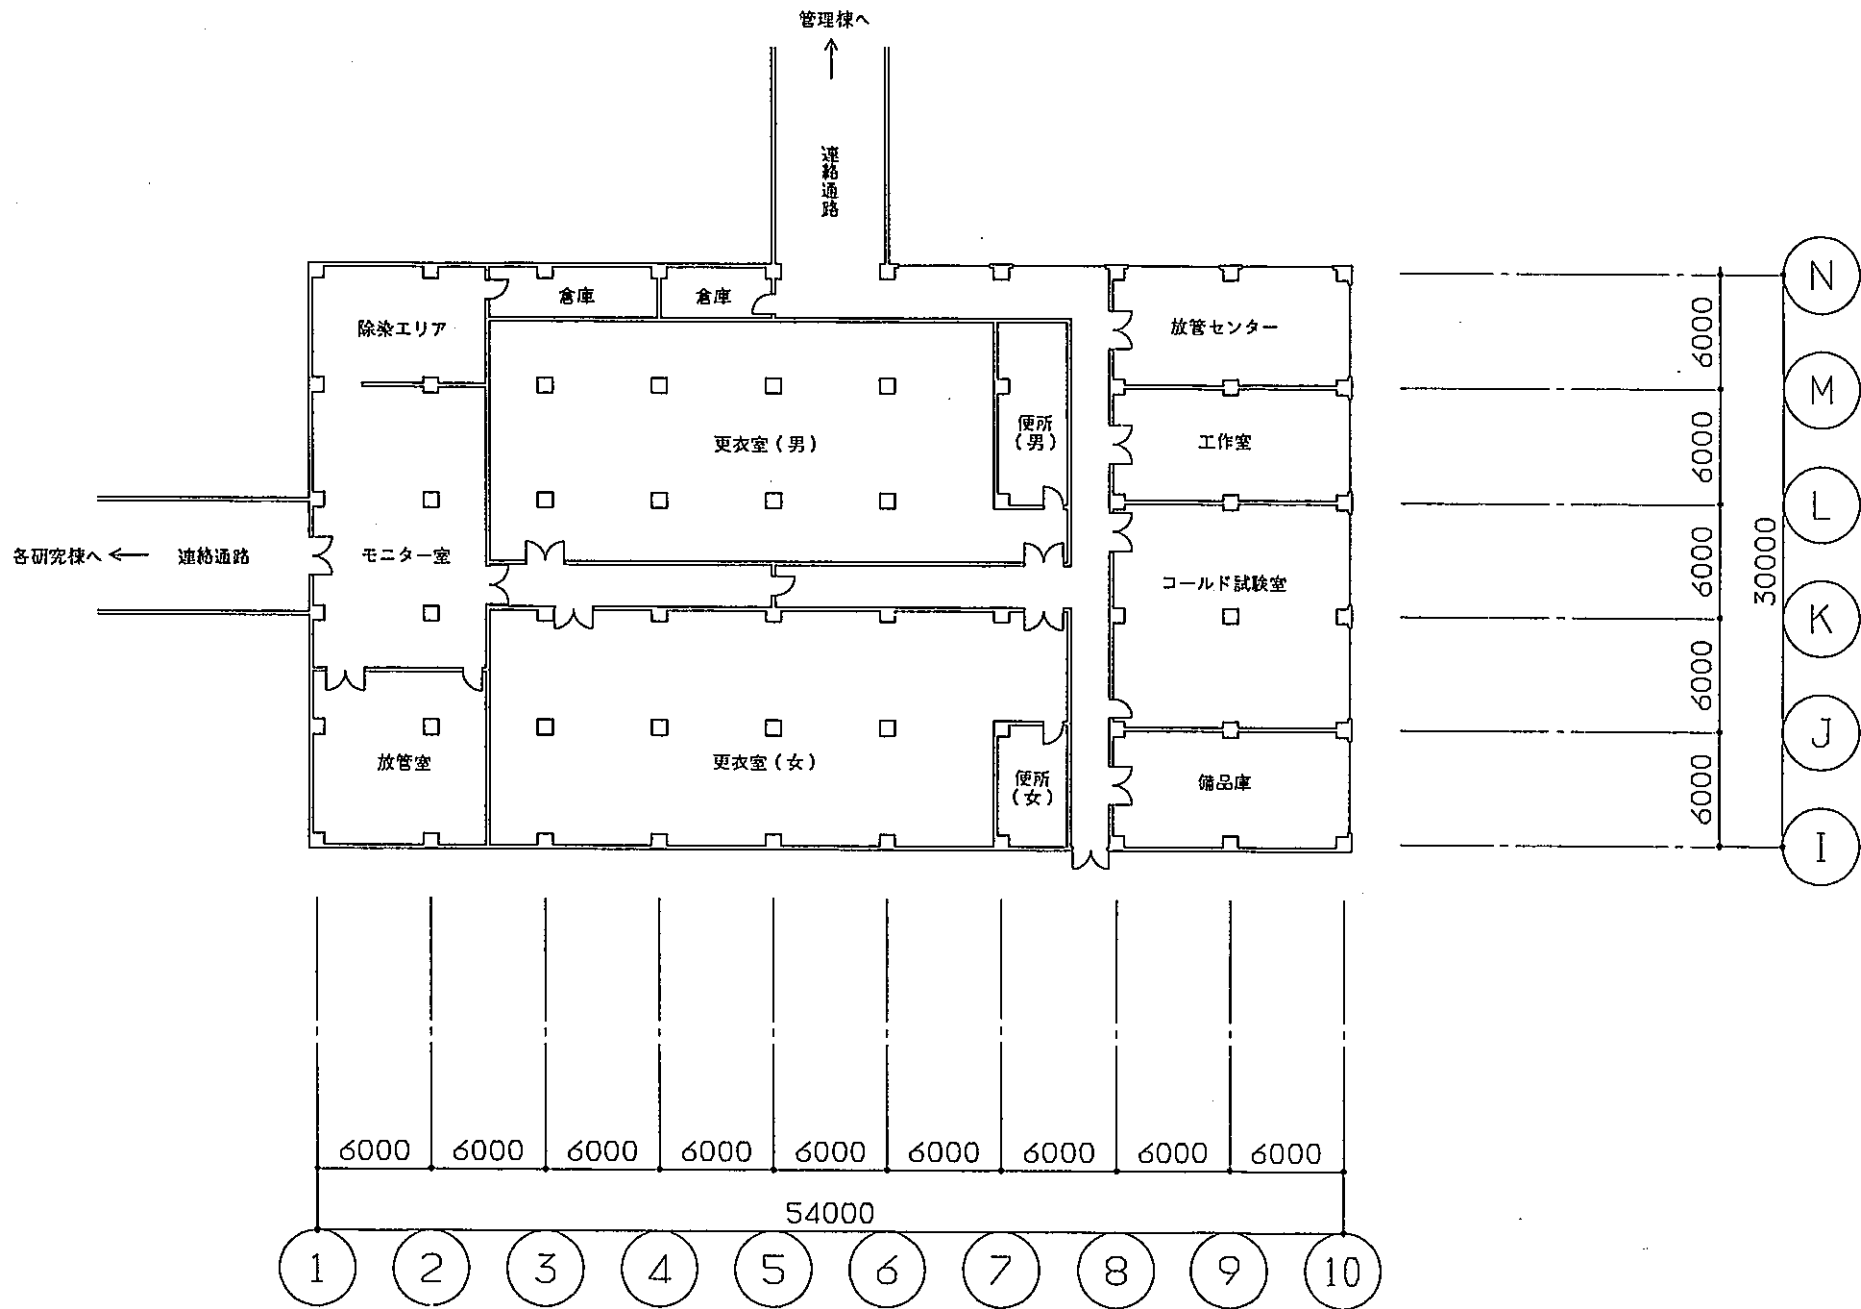 管理棟へ
連絡通路
倉庫
倉庫
除染エリア
放管センター
更衣室（男）
便所
（男）
工作室
各研究棟へ
連絡通路
モニター室
コールド試験室
放管室
更衣室（女）
便所
（女）
備品庫
N
6000
M
6000
L
6000
30000
K
6000
J
6000
I
6000 6000 6000 6000 6000 6000 6000 6000 6000
54000
1 2 3 4 5 6 7 8 9 10